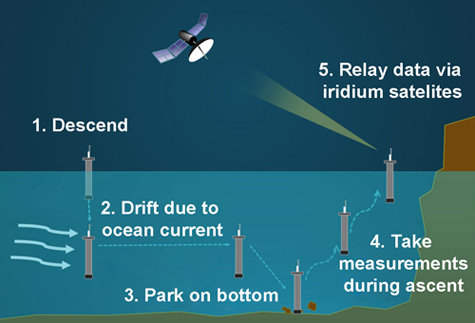 5. Relay data via
iridium satelites
1. Descend
2. Drift due to
ocean current
3. Park on bottom
4. Take
measurements
during ascent